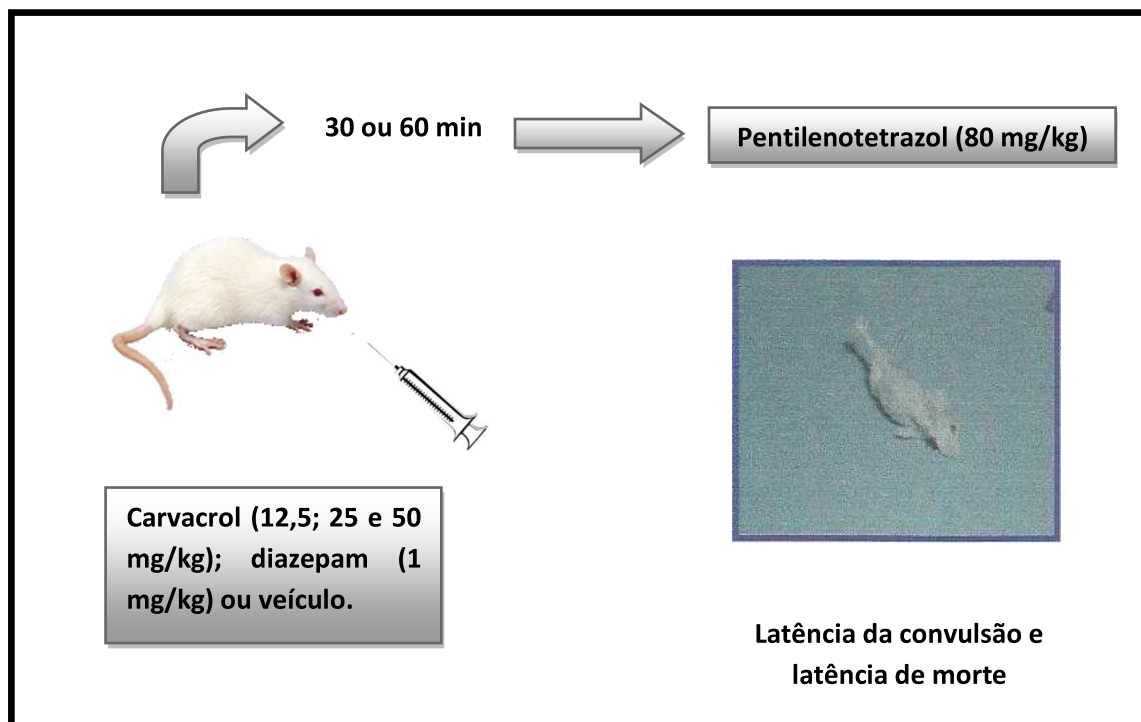 30 ou 60 min
Pentilenotetrazol (80 mg/kg)
Carvacrol (12,5; 25 e 50
mg/kg); diazepam (1
mg/kg) ou veículo.
Latência da convulsão e
latência de morte